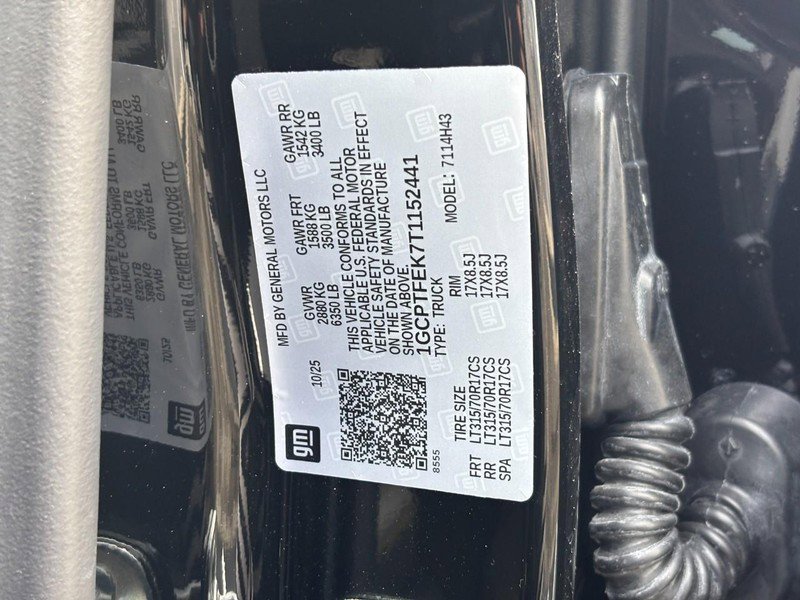 gm
MFD BY GENERAL MOTORS LLC
10/25
GVWR
2880 KG
6350 LB
GAWR FRT
1588 KG
3500 LB
GAWR RR
1542 KG
3400 LB
THIS VEHICLE CONFORMS TO ALL
APPLICABLE U.S. FEDERAL MOTOR
VEHICLE SAFETY STANDARDS IN EFFECT
ON THE DATE OF MANUFACTURE
SHOWN ABOVE.
1GCPTFEK7T1152441
TYPE: TRUCK MODEL: 7114H43
8555
TIRE SIZE RIM
FRT LT315/70R17CS 17X8.5J
RR LT315/70R17CS 17X8.5J
SPA LT315/70R17CS 17X8.5J